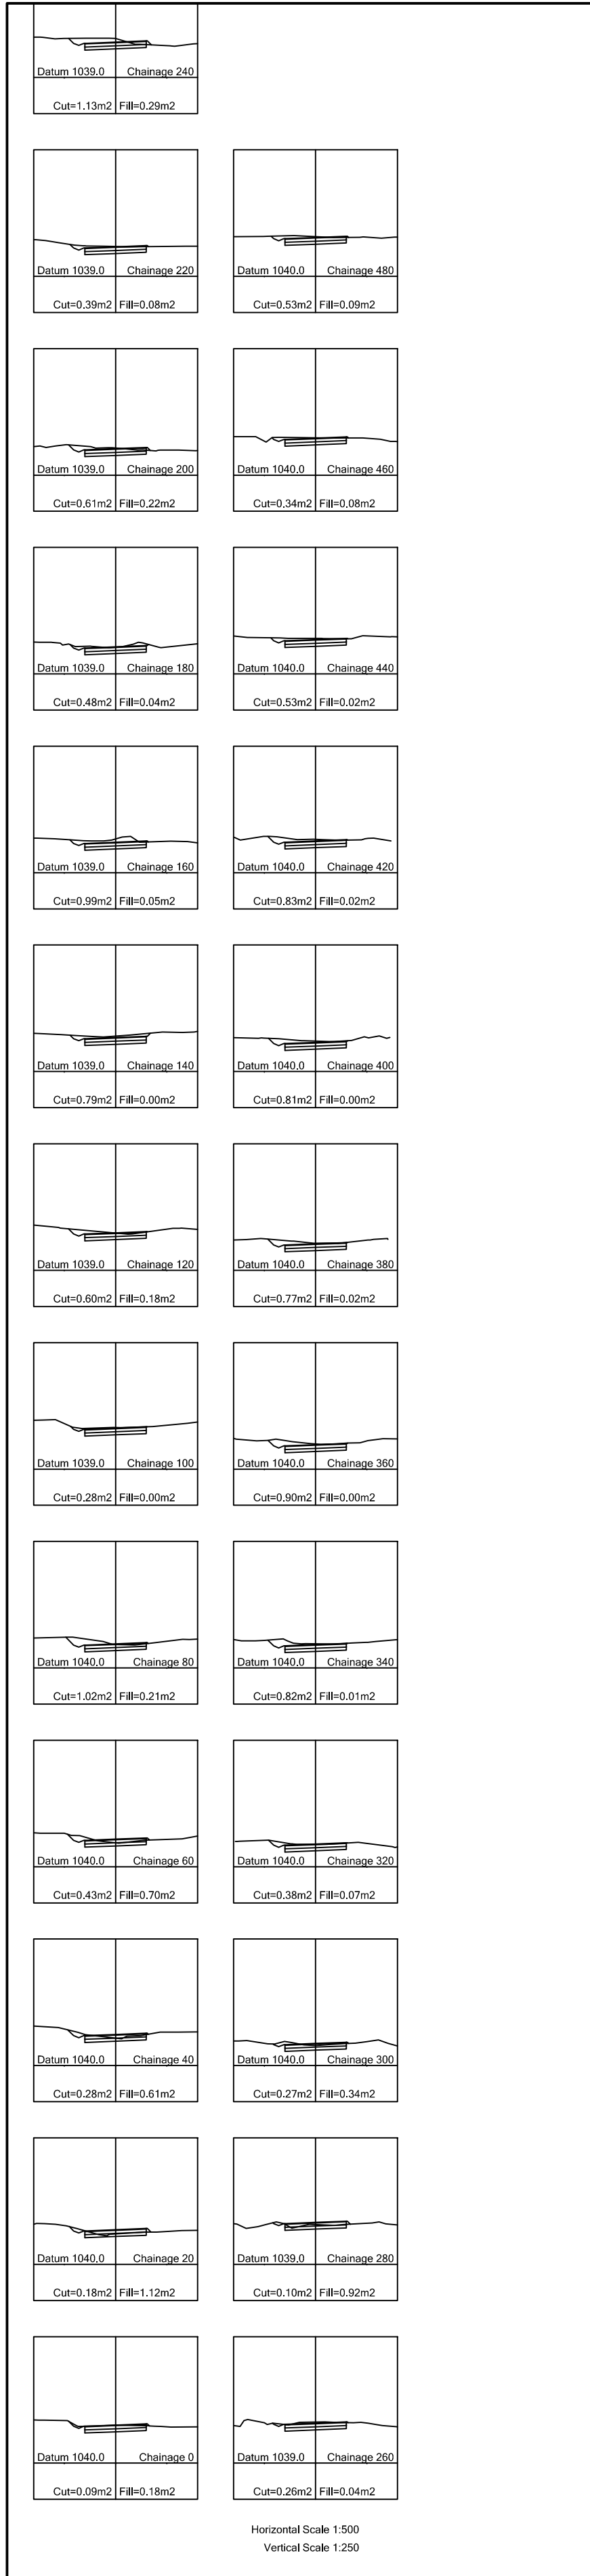 Datum 1039.0 Chainage 240
Cut=1.13m2 Fill=0.29m2
Datum 1039.0 Chainage 220
Cut=0.39m2 Fill=0.08m2
Datum 1039.0 Chainage 200
Cut=0.61m2 Fill=0.22m2
Datum 1039.0 Chainage 180
Cut=0.48m2 Fill=0.04m2
Datum 1039.0 Chainage 160
Cut=0.99m2 Fill=0.05m2
Datum 1039.0 Chainage 140
Cut=0.79m2 Fill=0.00m2
Datum 1039.0 Chainage 120
Cut=0.60m2 Fill=0.18m2
Datum 1039.0 Chainage 100
Cut=0.28m2 Fill=0.00m2
Datum 1040.0 Chainage 80
Cut=1.02m2 Fill=0.21m2
Datum 1040.0 Chainage 60
Cut=0.43m2 Fill=0.70m2
Datum 1040.0 Chainage 40
Cut=0.28m2 Fill=0.61m2
Datum 1040.0 Chainage 20
Cut=0.18m2 Fill=1.12m2
Datum 1040.0 Chainage 0
Cut=0.09m2 Fill=0.18m2
Datum 1040.0 Chainage 480
Cut=0.53m2 Fill=0.09m2
Datum 1040.0 Chainage 460
Cut=0.34m2 Fill=0.08m2
Datum 1040.0 Chainage 440
Cut=0.53m2 Fill=0.02m2
Datum 1040.0 Chainage 420
Cut=0.83m2 Fill=0.02m2
Datum 1040.0 Chainage 400
Cut=0.81m2 Fill=0.00m2
Datum 1040.0 Chainage 380
Cut=0.77m2 Fill=0.02m2
Datum 1040.0 Chainage 360
Cut=0.90m2 Fill=0.00m2
Datum 1040.0 Chainage 340
Cut=0.82m2 Fill=0.01m2
Datum 1040.0 Chainage 320
Cut=0.38m2 Fill=0.07m2
Datum 1040.0 Chainage 300
Cut=0.27m2 Fill=0.34m2
Datum 1039.0 Chainage 280
Cut=0.10m2 Fill=0.92m2
Datum 1039.0 Chainage 260
Cut=0.26m2 Fill=0.04m2
Horizontal Scale 1:500
Vertical Scale 1:250